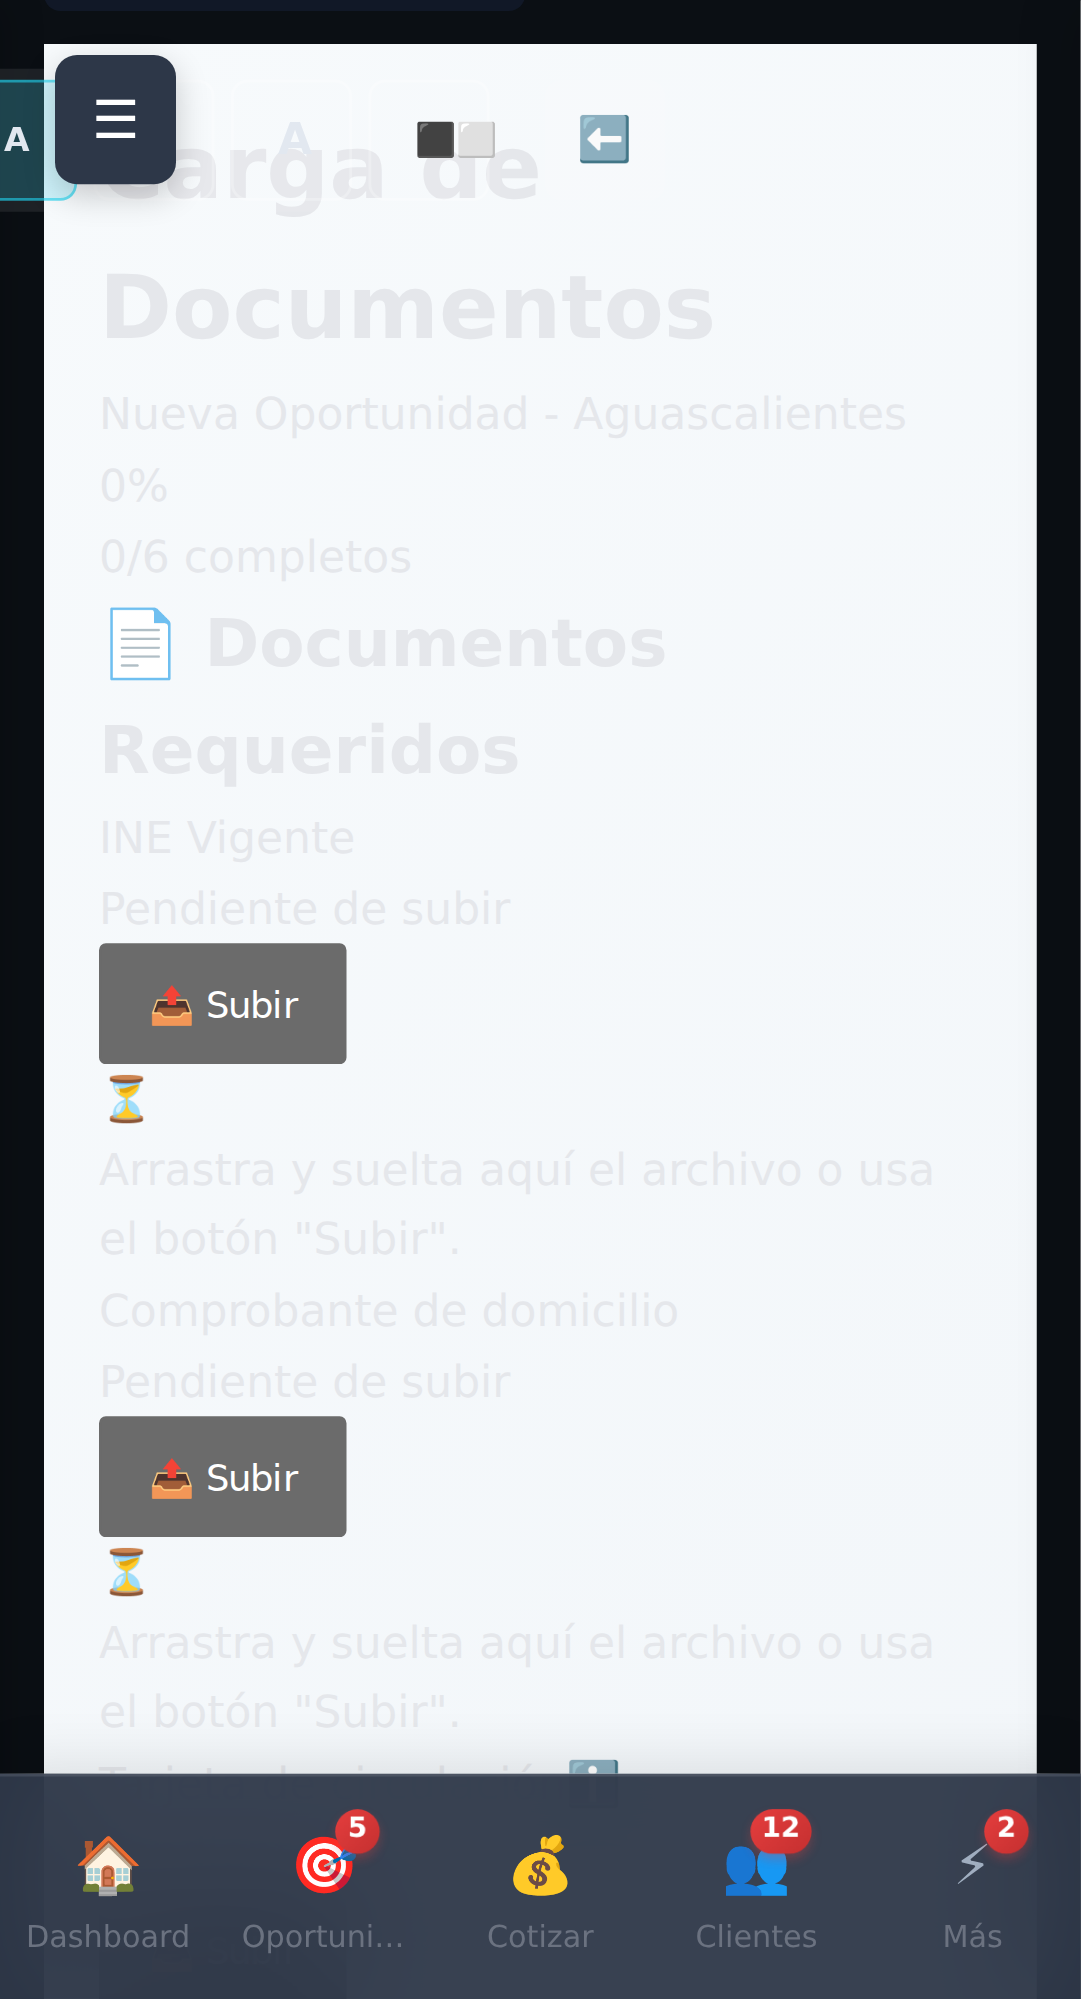 A
A
Carga de
Documentos
Nueva Oportunidad - Aguascalientes
0%
0/6 completos
Documentos
Requeridos
INE Vigente
Pendiente de subir
Subir
Arrastra y suelta aquí el archivo o usa
el botón "Subir".
Comprobante de domicilio
Pendiente de subir
Subir
Arrastra y suelta aquí el archivo o usa
el botón "Subir".
5
12
2
Dashboard
Oportuni...
Cotizar
Clientes
Más